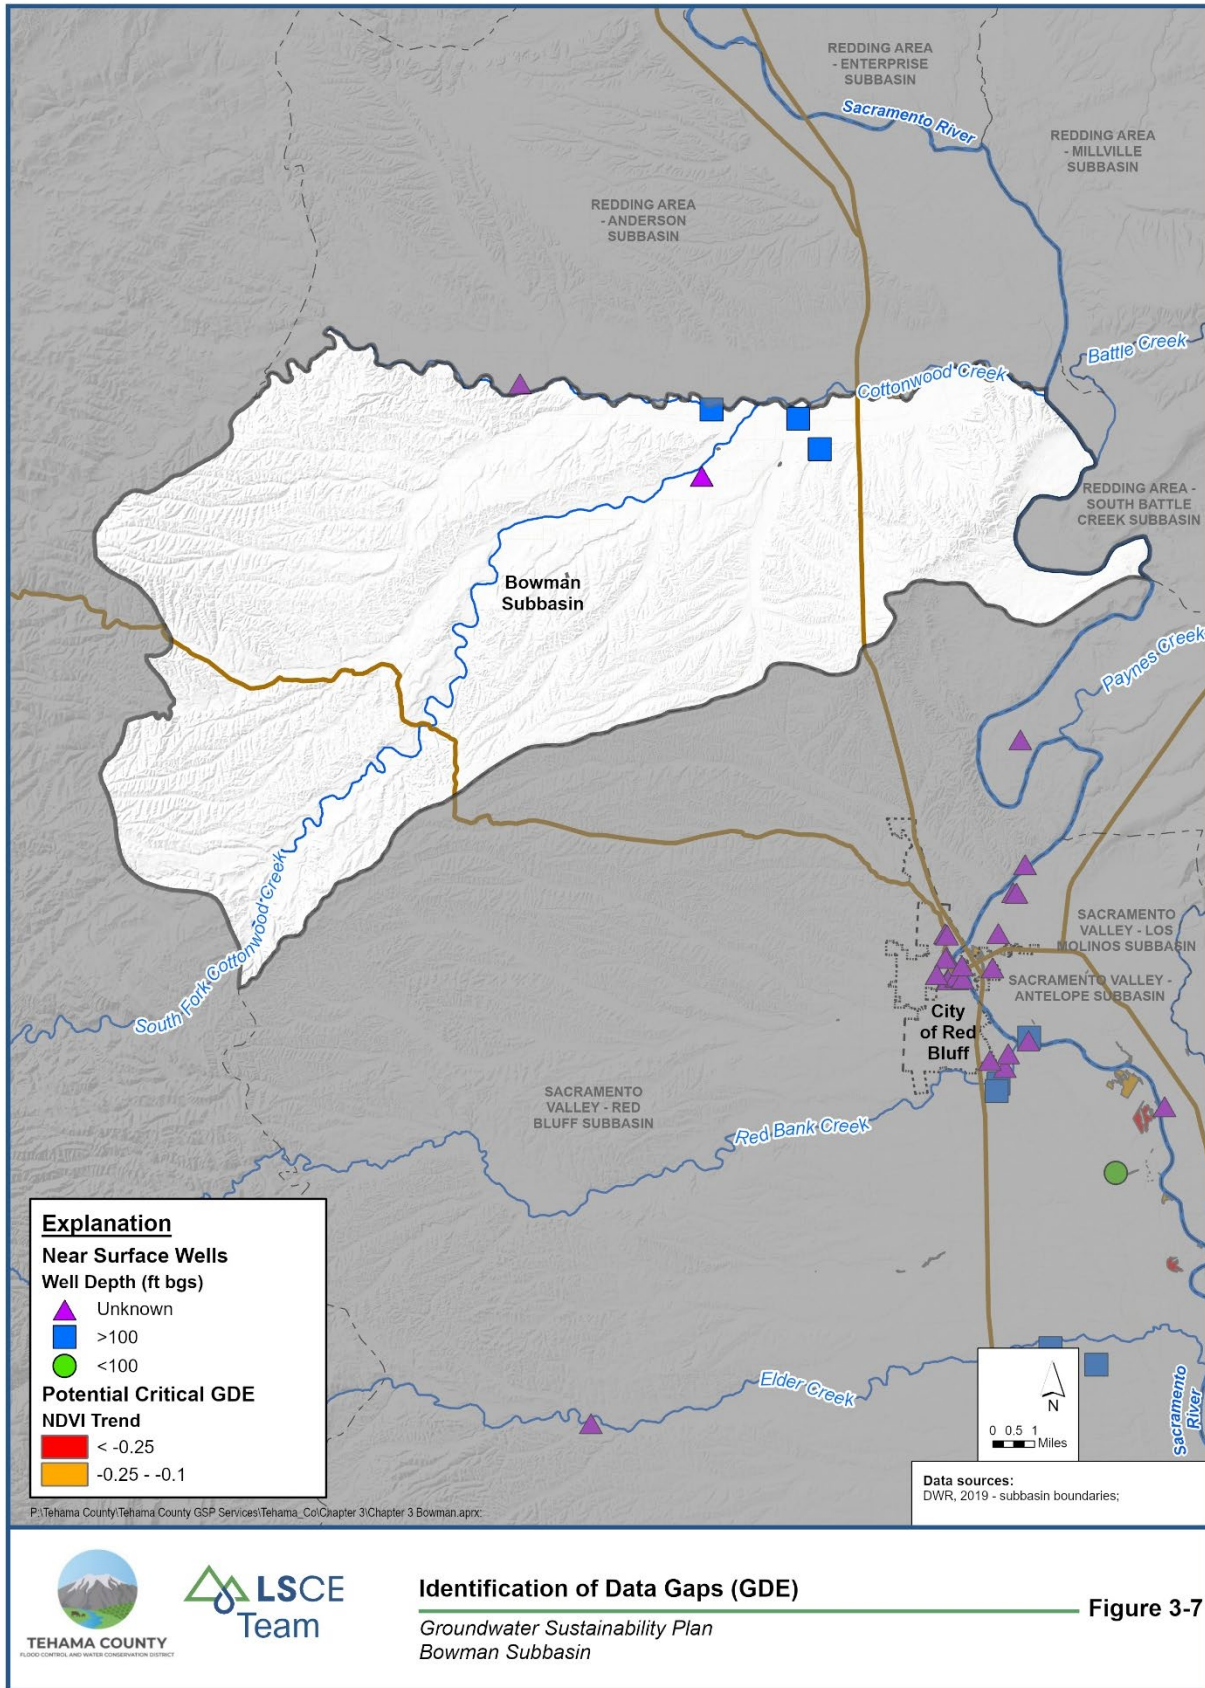 REDDING AREA
- ENTERPRISE
SUBBASIN
Sacramento River
REDDING AREA
- MILLVILLE
SUBBASIN
REDDING AREA
- ANDERSON
SUBBASIN
Battle Creek
Cottonwood Creek
REDDING AREA -
SOUTH BATTLE
CREEK SUBBASIN
Bowman
Subbasin
Paynes Creek
South Fork Cottonwood Creek
SACRAMENTO
VALLEY - LOS
MOLINOS SUBBASIN
SACRAMENTO VALLEY -
ANTELOPE SUBBASIN
City
of Red
Bluff
SACRAMENTO
VALLEY - RED
BLUFF SUBBASIN
Red Bank Creek
Elder Creek
Sacramento
River
Explanation
Near Surface Wells
Well Depth (ft bgs)
Unknown
>100
<100
Potential Critical GDE
NDVI Trend
< -0.25
-0.25 - -0.1
N
0 0.5 1
Miles
Data sources:
DWR, 2019 - subbasin boundaries;
P:\Tehama County\Tehama County GSP Services\Tehama_Co\Chapter 3\Chapter 3 Bowman.aprx:
TEHAMA COUNTY
FLOOD CONTROL AND WATER CONSERVATION DISTRICT
LSCE
Team
Identification of Data Gaps (GDE)
Groundwater Sustainability Plan
Bowman Subbasin
Figure 3-7